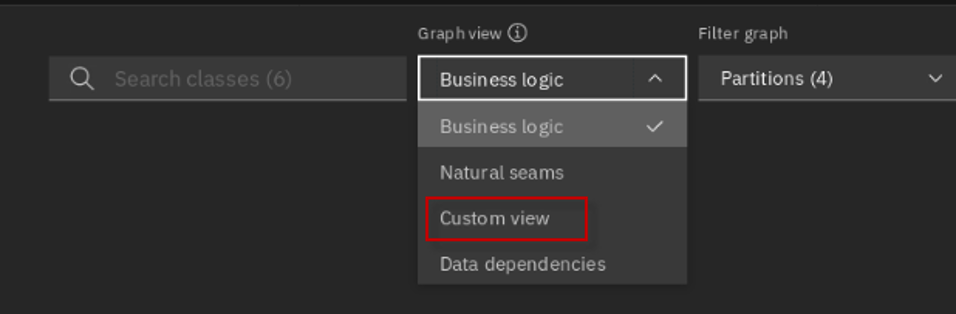 Graph view
Filter graph
Search classes (6)
Business logic
Partitions (4)
Business logic
Natural seams
Custom view
Data dependencies